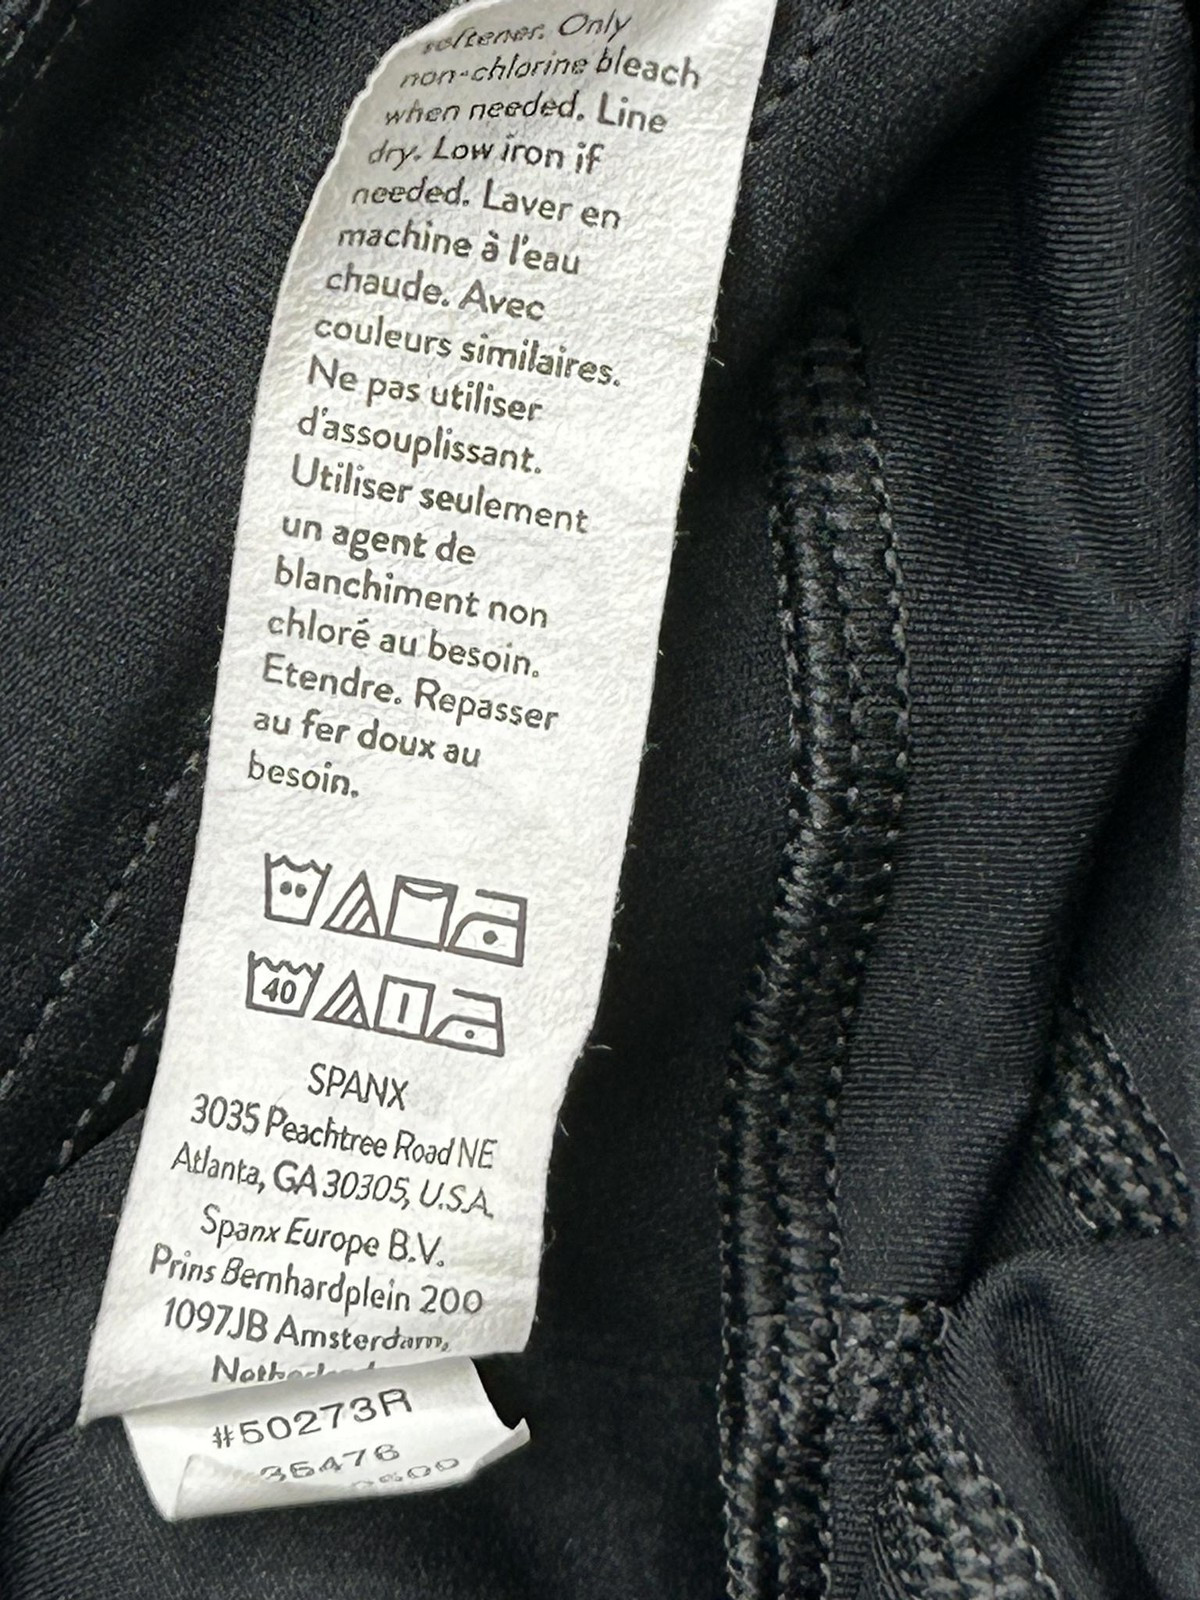 softener. Only
non-chlorine bleach
when needed. Line
dry. Low iron if
needed. Laver en
machine à l'eau
chaude. Avec
couleurs similaires.
Ne pas utiliser
d'assouplissant.
Utiliser seulement
un agent de
blanchiment non
chloré au besoin.
Etendre. Repasser
au fer doux au
besoin.
40
SPANX
3035 Peachtree Road NE
Atlanta, GA 30305, U.S.A.
Spanx Europe B.V.
Prins Bernhardplein 200
1097JB Amsterdam,
#50273R
35476